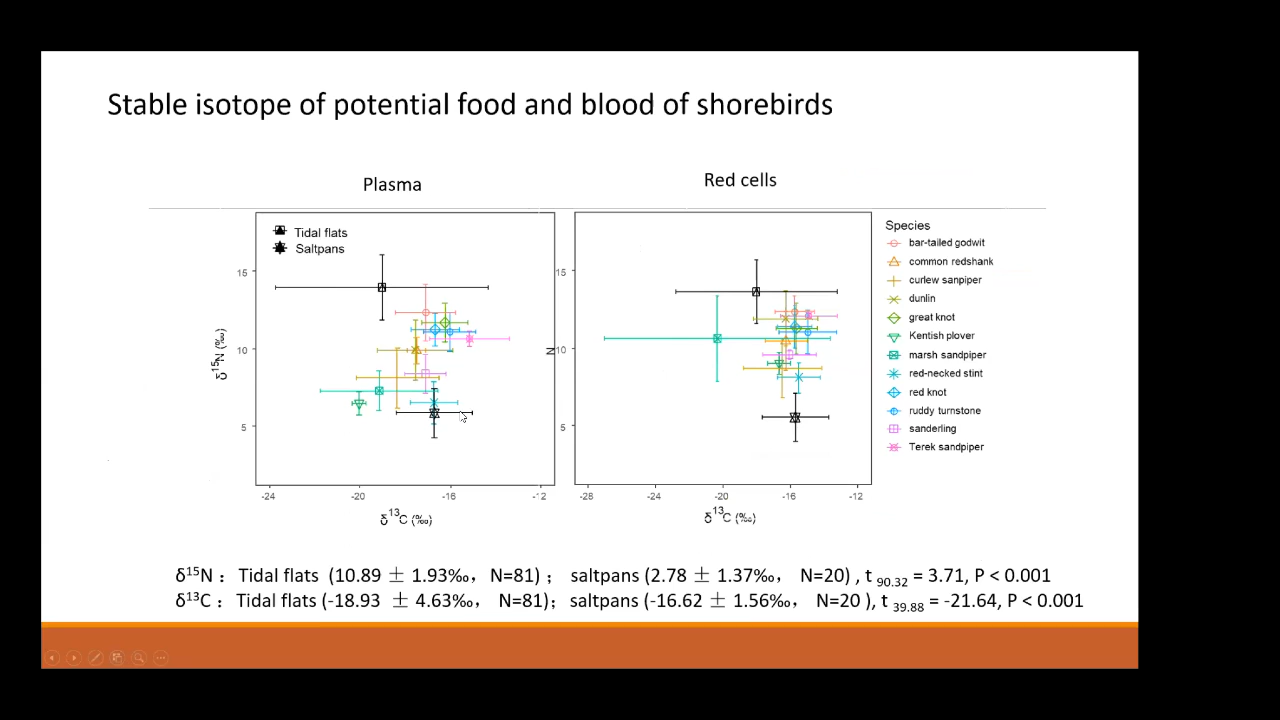 Stable isotope of potential food and blood of shorebirds
Plasma
Red cells
Tidal flats
Saltpans
15
10
5
δ15N (‰)
-24
-20
-16
-12
δ13C (‰)
15
10
5
N
-28
-24
-20
-16
-12
δ13C (‰)
Species
bar-tailed godwit
common redshank
curlew sanpiper
dunlin
great knot
Kentish plover
marsh sandpiper
red-necked stint
red knot
ruddy turnstone
sanderling
Terek sandpiper
δ15N： Tidal flats (10.89 ± 1.93‰， N=81)； saltpans (2.78 ± 1.37‰， N=20) , t 90.32 = 3.71, P < 0.001
δ13C： Tidal flats (-18.93 ± 4.63‰， N=81)； saltpans (-16.62 ± 1.56‰， N=20 ), t 39.88 = -21.64, P < 0.001